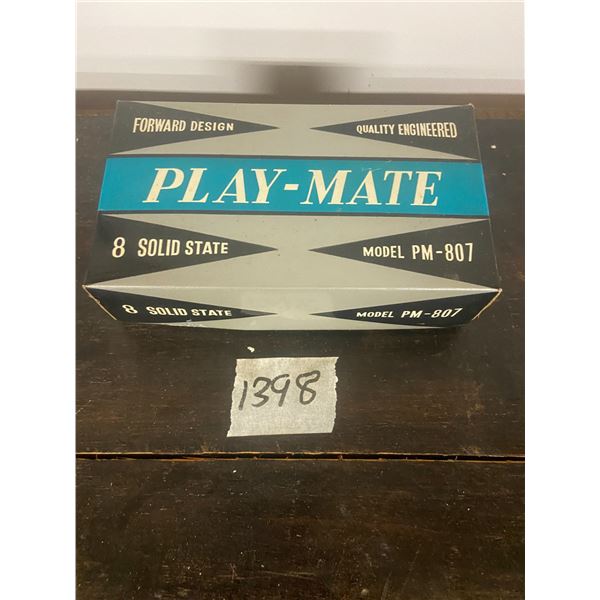 FORWARD DESIGN QUALITY ENGINEERED
PLAY-MATE
8 SOLID STATE MODEL PM-807
8 SOLID STATE MODEL PM-807
1398